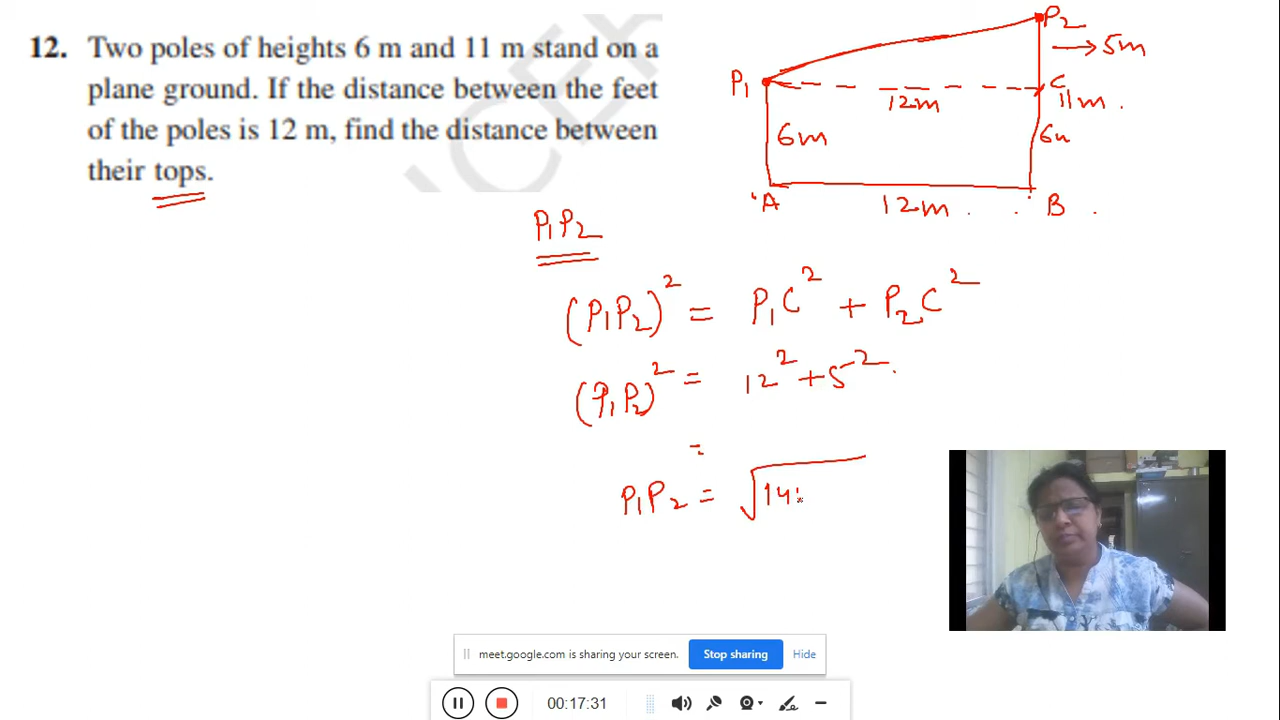 12. Two poles of heights 6 m and 11 m stand on a
plane ground. If the distance between the feet
of the poles is 12 m, find the distance between
their tops.
P2
5m
P1
C
12m
11m .
6m
A
12m .
B .
P1P2
(P1P2)² = P1C² + P2C²
(P1P2)² = 12² + 5² .
=
P1P2 = √14
meet.google.com is sharing your screen.
Stop sharing
Hide
00:17:31